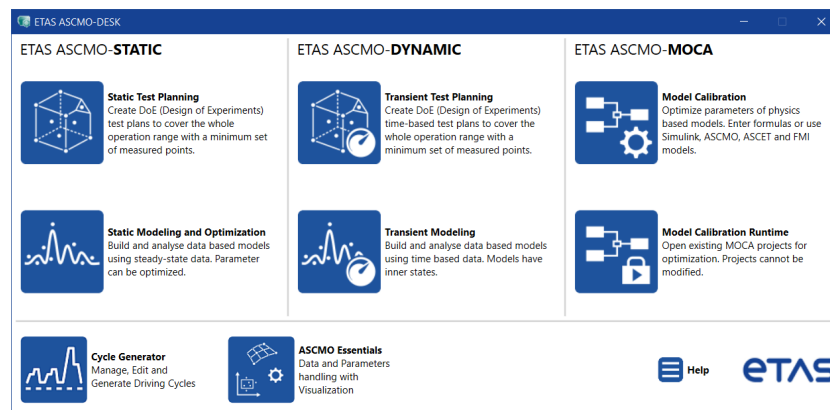 ETAS ASCMO-DESK
ETAS ASCMO-STATIC
Static Test Planning
Create DoE (Design of Experiments)
test plans to cover the whole
operation range with a minimum set
of measured points.
Static Modeling and Optimization
Build and analyse data based models
using steady-state data. Parameter
can be optimized.
ETAS ASCMO-DYNAMIC
Transient Test Planning
Create DoE (Design of Experiments)
time-based test plans to cover the
whole operation range with a
minimum set of measured points.
Transient Modeling
Build and analyse data based models
using time based data. Models have
inner states.
ETAS ASCMO-MOCA
Model Calibration
Optimize parameters of physics
based models. Enter formulas or use
Simulink, ASCMO, ASCET and FMI
models.
Model Calibration Runtime
Open existing MOCA projects for
optimization. Projects cannot be
modified.
Cycle Generator
Manage, Edit and
Generate Driving Cycles
ASCMO Essentials
Data and Parameters
handling with
Visualization
Help
etas